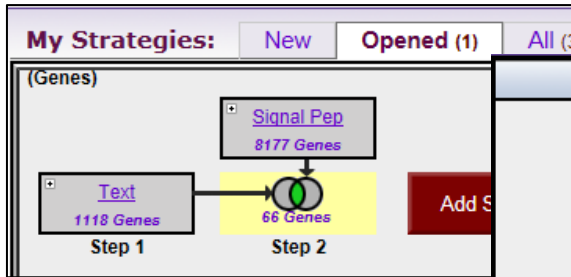 My Strategies: New Opened (1) All (3
(Genes)
Signal Pep
8177 Genes
Text
1118 Genes
66 Genes
Add S
Step 1 Step 2